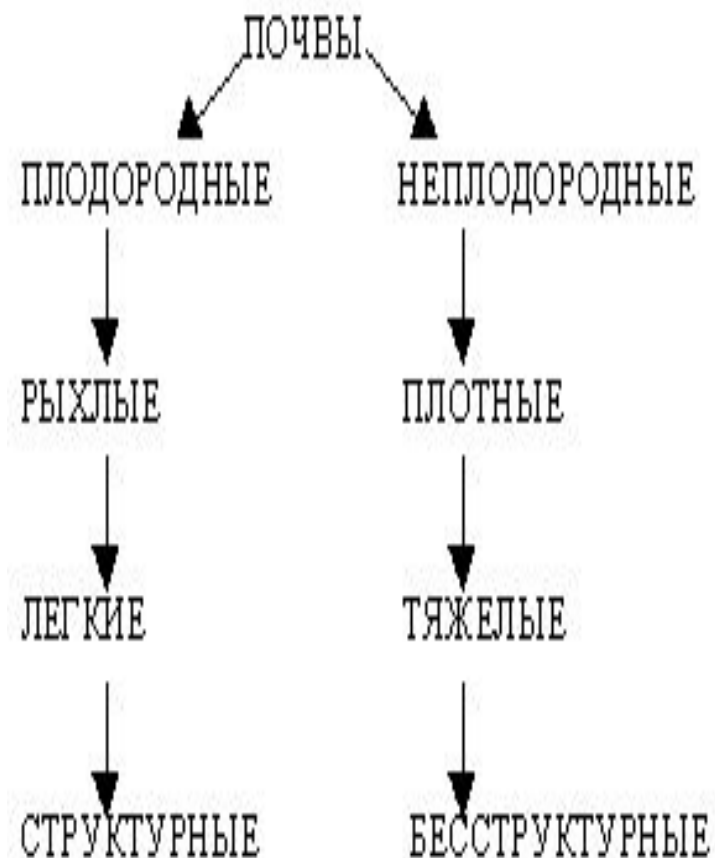 ПОЧВЫ
ПЛОДОРОДНЫЕ НЕПЛОДОРОДНЫЕ
РЫХЛЫЕ ПЛОТНЫЕ
ЛЕГКИЕ ТЯЖЕЛЫЕ
СТРУКТУРНЫЕ БЕССТРУКТУРНЫЕ